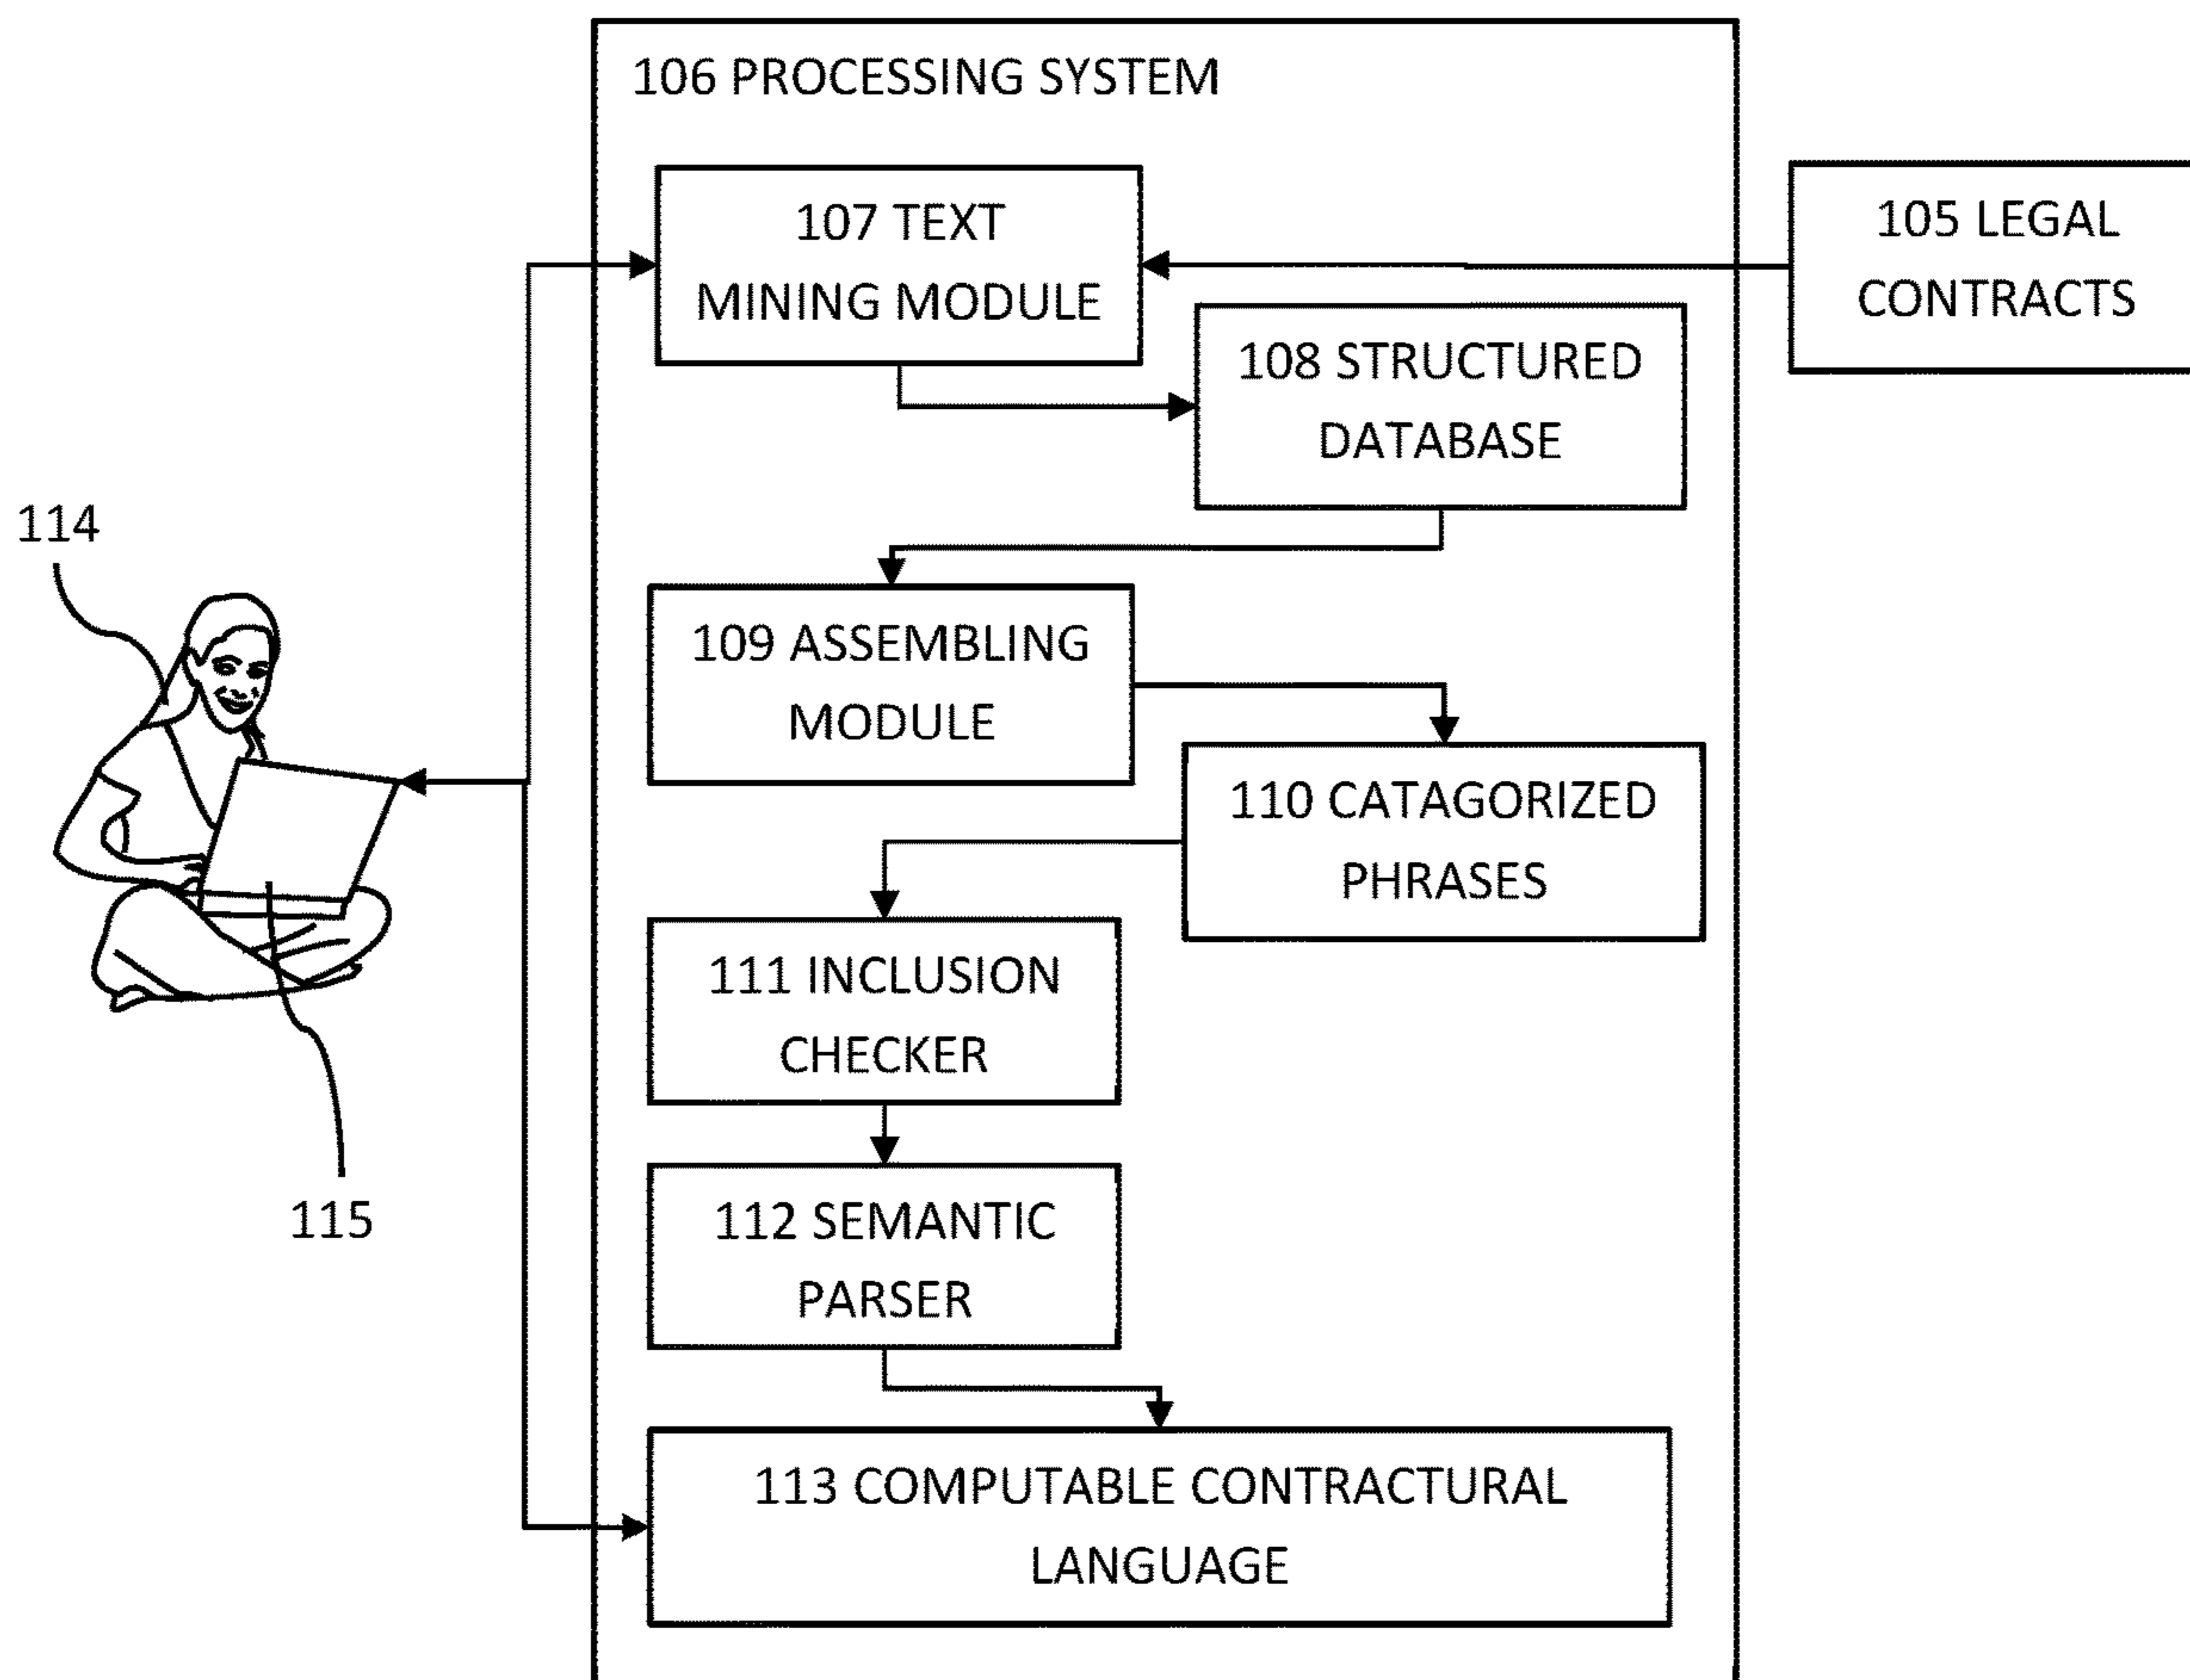 106 PROCESSING SYSTEM
107 TEXT
MINING MODULE
105 LEGAL
CONTRACTS
108 STRUCTURED
DATABASE
114
109 ASSEMBLING
MODULE
110 CATAGORIZED
PHRASES
111 INCLUSION
CHECKER
112 SEMANTIC
PARSER
115
113 COMPUTABLE CONTRACTURAL
LANGUAGE